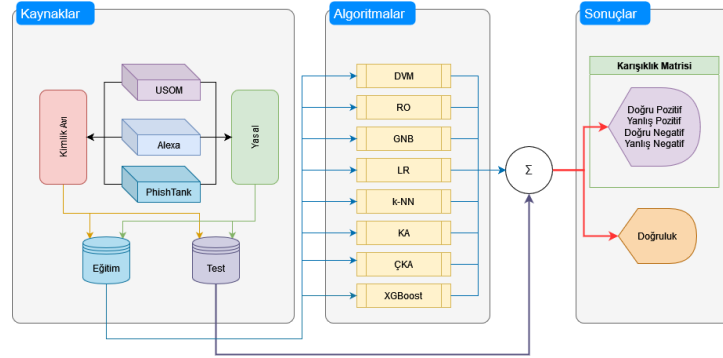 Kaynaklar
Algoritmalar
Sonuçlar
USOM
Alexa
PhishTank
Kimlik Avı
Yasal
Eğitim
Test
DVM
RO
GNB
LR
k-NN
KA
ÇKA
XGBoost
Σ
Karışıklık Matrisi
Doğru Pozitif
Yanlış Pozitif
Doğru Negatif
Yanlış Negatif
Doğruluk